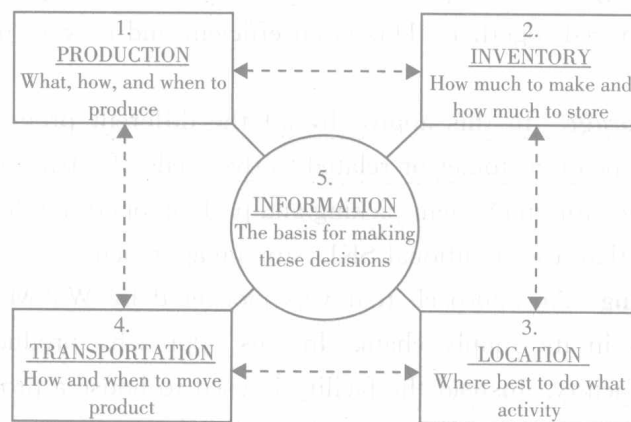 1.
PRODUCTION
What, how, and when to
produce
2.
INVENTORY
How much to make and
how much to store
5.
INFORMATION
The basis for making
these decisions
4.
TRANSPORTATION
How and when to move
product
3.
LOCATION
Where best to do what
activity